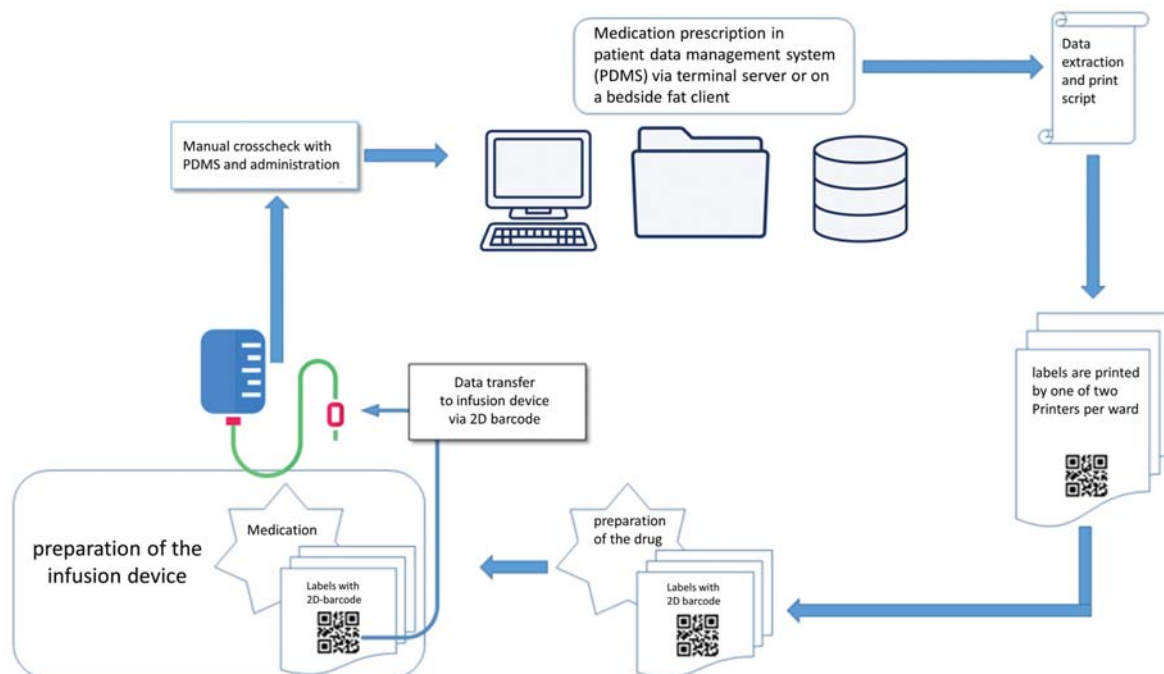 Medication prescription in
patient data management system
(PDMS) via terminal server or on
a bedside fat client
Data
extraction
and print
script
Manual crosscheck with
PDMS and administration
labels are printed
by one of two
Printers per ward
Data transfer
to infusion device
via 2D barcode
preparation of the
infusion device
Medication
Labels with
2D-barcode
preparation
of the drug
Labels with
2D barcode